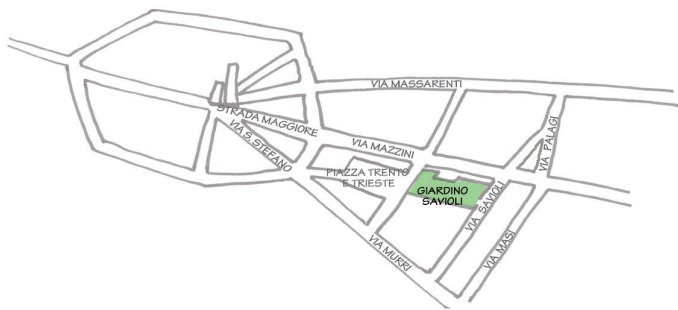 VIA MASSARENTI
STRADA MAGGIORE
VIA S. STEFANO
VIA MAZZINI
VIA PALAGI
PIAZZA TRENTO
E TRIESTE
GIARDINO
SAVIOLI
VIA SAVIOLI
VIA MURRI
VIA MASI